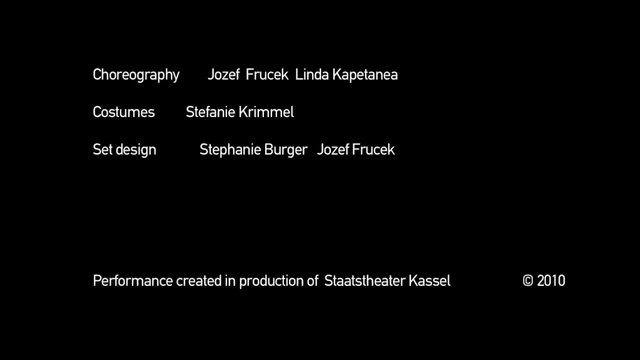 Choreography Jozef Frucek Linda Kapetanea
Costumes Stefanie Krimmel
Set design Stephanie Burger Jozef Frucek
Performance created in production of Staatstheater Kassel © 2010